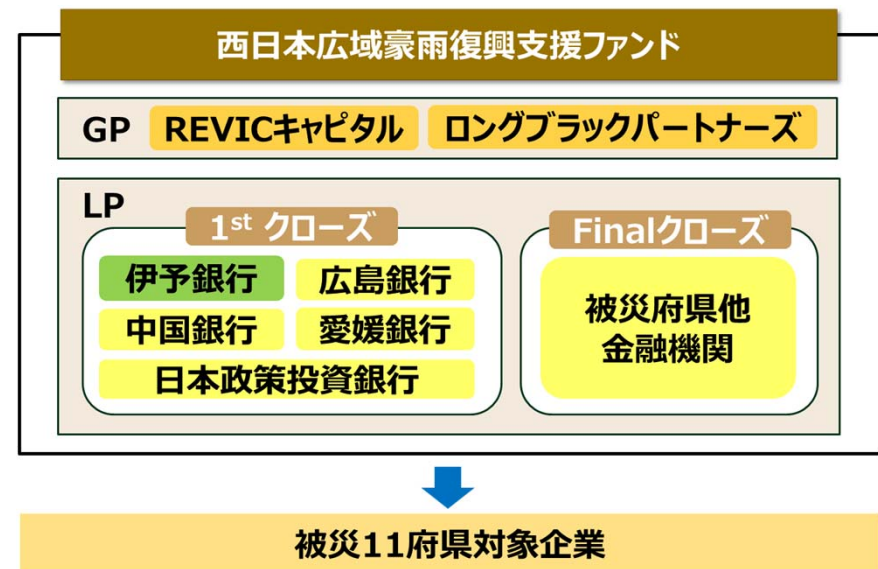 西日本広域豪雨復興支援ファンド
GP REVICキャピタル ロングブラックパートナーズ
LP
1st クローズ
伊予銀行 広島銀行
中国銀行 愛媛銀行
日本政策投資銀行
Finalクローズ
被災府県他
金融機関
被災11府県対象企業